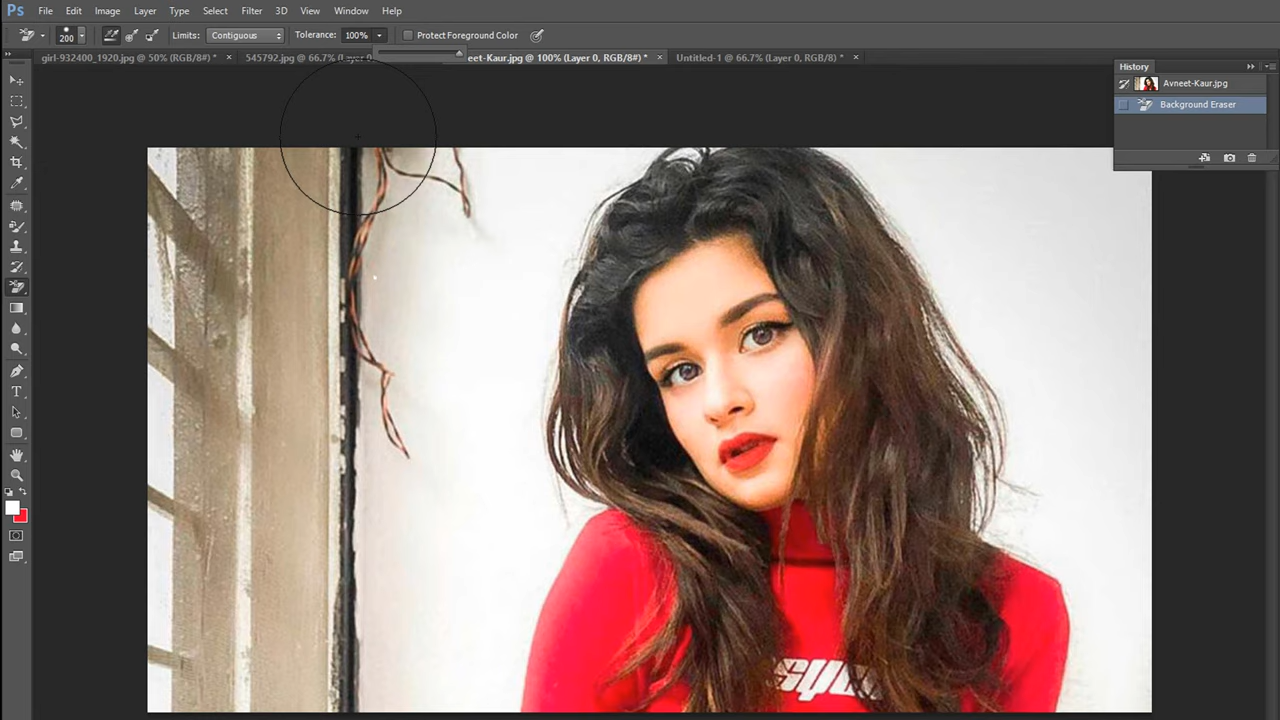 Ps File Edit Image Layer Type Select Filter 3D View Window Help
200 Limits: Contiguous Tolerance: 100% Protect Foreground Color
girl-932400_1920.jpg @ 50% (RGB/8#) * × 545792.jpg @ 66.7% (Layer 0 eet-Kaur.jpg @ 100% (Layer 0, RGB/8#) * × Untitled-1 @ 66.7% (Layer 0, RGB/8) * ×
History
Avneet-Kaur.jpg
Background Eraser
T